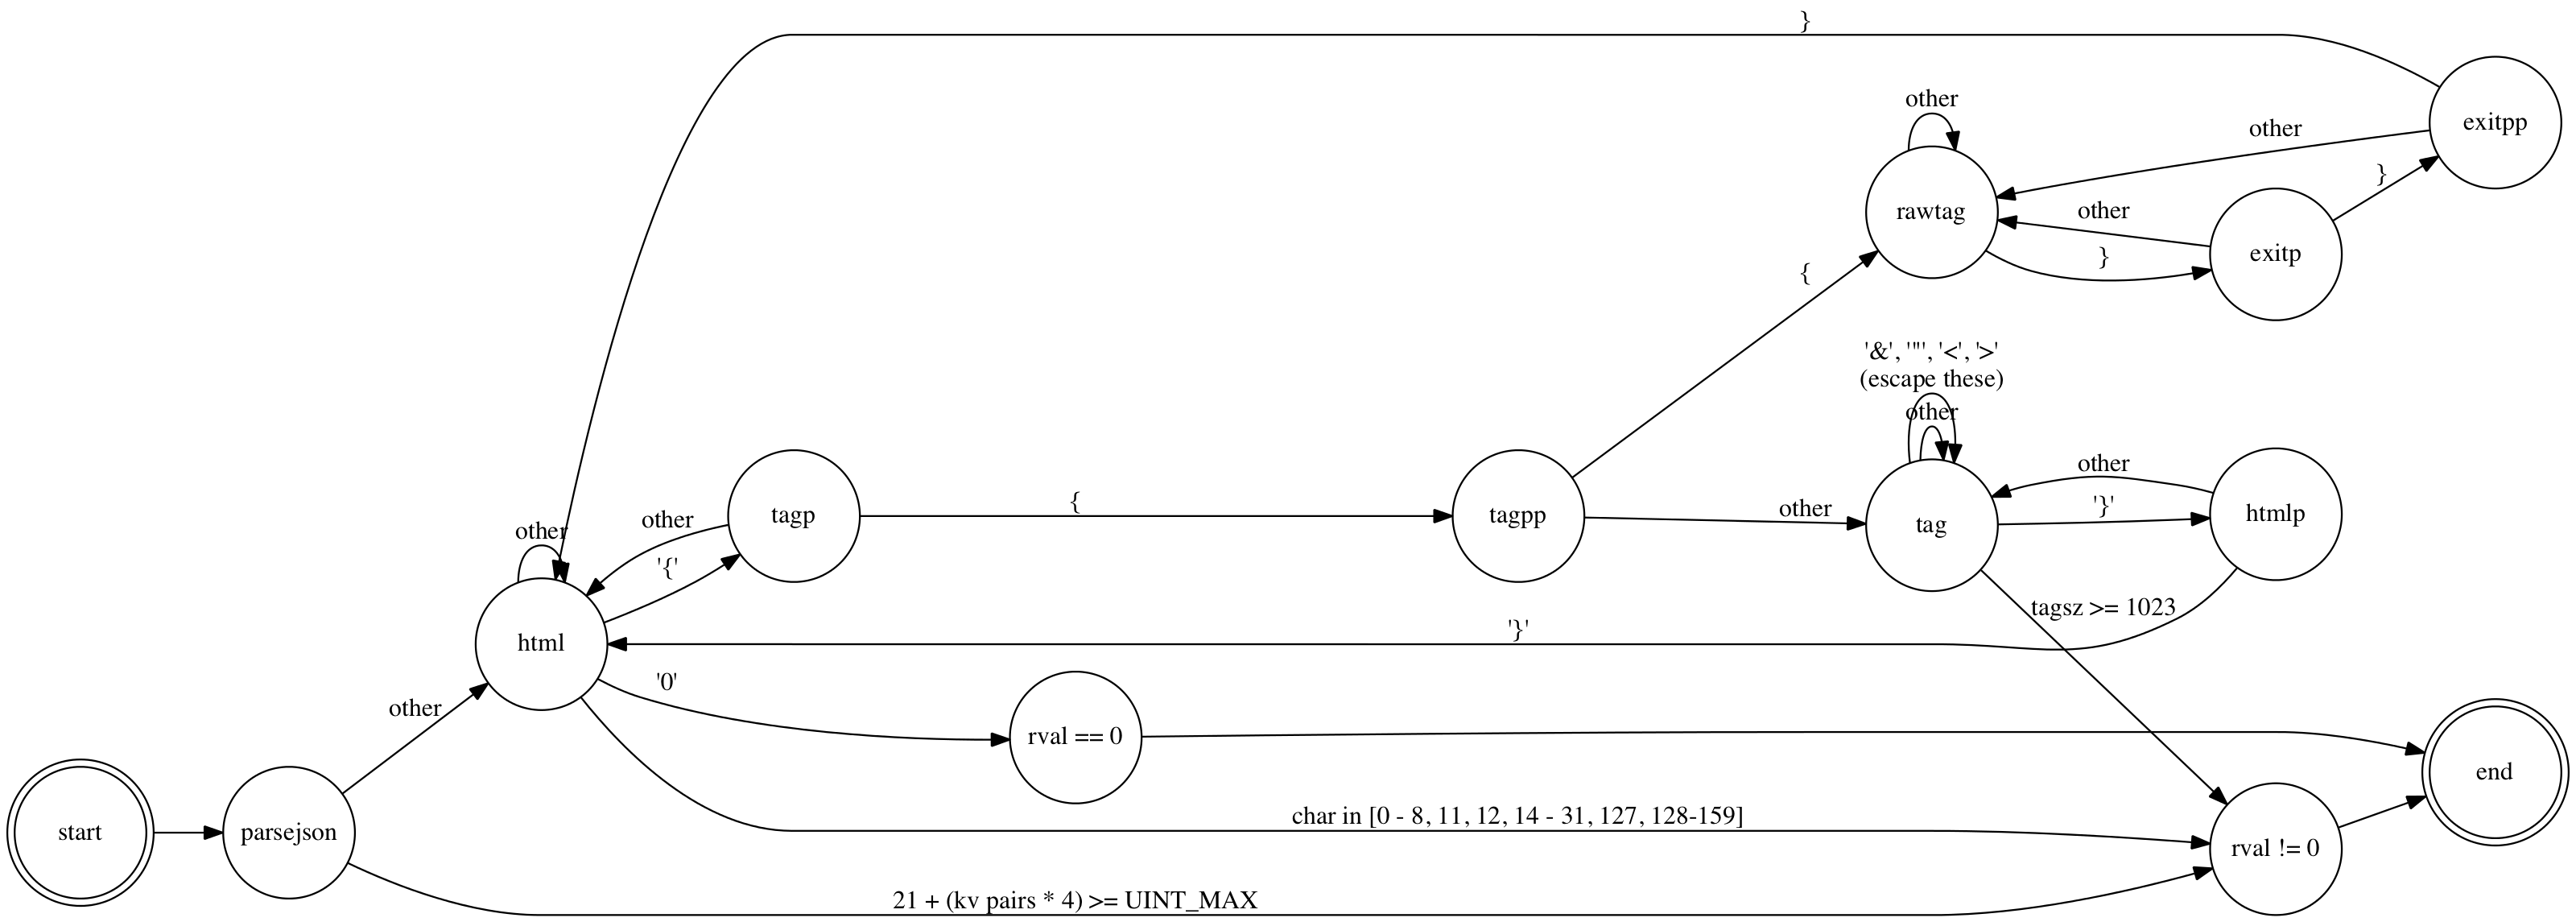 }
other
exitpp
other
}
rawtag
other
exitp
}
{
'&', '"', '<', '>'
(escape these)
other
other
'}'
htmlp
tag
other
tagpp
{
tagp
other
'{'
other
html
tagsz >= 1023
'}'
'0'
other
rval == 0
end
char in [0 - 8, 11, 12, 14 - 31, 127, 128-159]
start
parsejson
rval != 0
21 + (kv pairs * 4) >= UINT_MAX